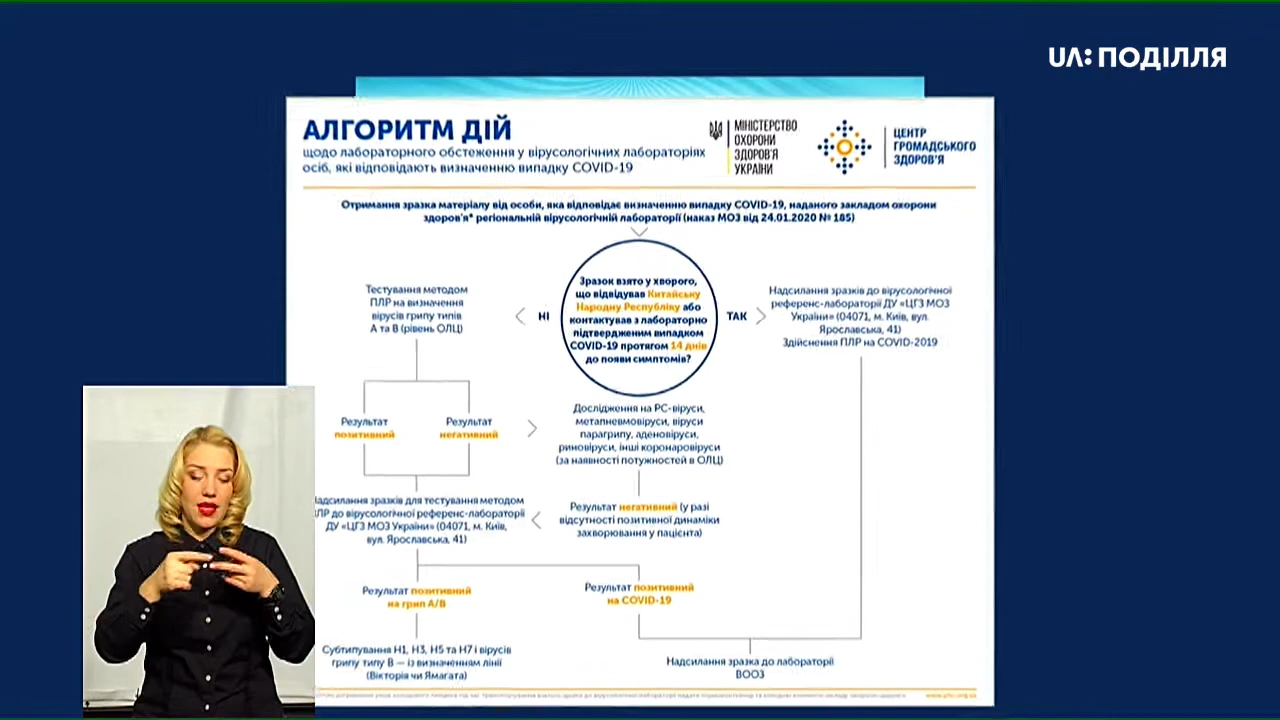 UA: ПОДІЛЛЯ
АЛГОРИТМ ДІЙ
щодо лабораторного обстеження у вірусологічних лабораторіях
осіб, які відповідають визначенню випадку COVID-19
МІНІСТЕРСТВО
ОХОРОНИ
ЗДОРОВ'Я
УКРАЇНИ
ЦЕНТР
ГРОМАДСЬКОГО
ЗДОРОВ'Я
Отримання зразка матеріалу від особи, яка відповідає визначенню випадку COVID-19, наданого закладом охорони
здоров'я* регіональній вірусологічній лабораторії (наказ МОЗ від 24.01.2020 № 185)
Тестування методом
ПЛР на визначення
вірусів грипу типів
А та В (рівень ОЛЦ)
НІ
Зразок взято у хворого,
що відвідував Китайську
Народну Республіку або
контактував з лабораторно
підтвердженим випадком
COVID-19 протягом 14 днів
до появи симптомів?
ТАК
Надсилання зразків до вірусологічної
референс-лабораторії ДУ «ЦГЗ МОЗ
України» (04071, м. Київ, вул.
Ярославська, 41)
Здійснення ПЛР на COVID-2019
Результат
позитивний
Результат
негативний
Дослідження на РС-віруси,
метапневмовіруси, віруси
парагрипу, аденовіруси,
риновіруси, інші коронаровіруси
(за наявності потужностей в ОЛЦ)
адсилання зразків для тестування методом
ЛР до вірусологічної референс-лабораторії
ДУ «ЦГЗ МОЗ України» (04071, м. Київ,
вул. Ярославська, 41)
Результат негативний (у разі
відсутності позитивної динаміки
захворювання у пацієнта)
Результат позитивний
на грип А/В
Результат позитивний
на COVID-19
Субтипування Н1, Н3, Н5 та Н7 і вірусів
грипу типу В — із визначенням лінії
(Вікторія чи Ямагата)
Надсилання зразка до лабораторії
ВООЗ
www.phc.org.ua